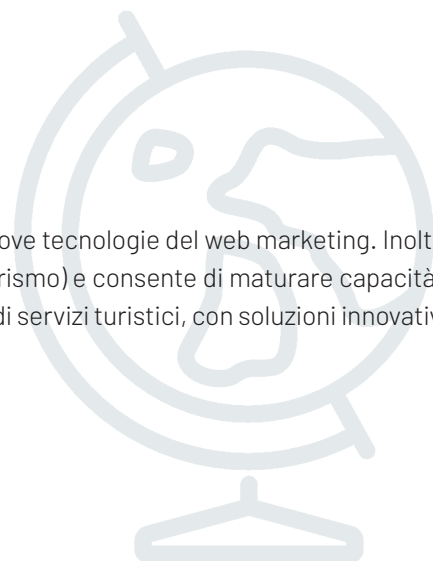 ove tecnologie del web marketing. Inolt
rismo) e consente di maturare capacità
di servizi turistici, con soluzioni innovativ